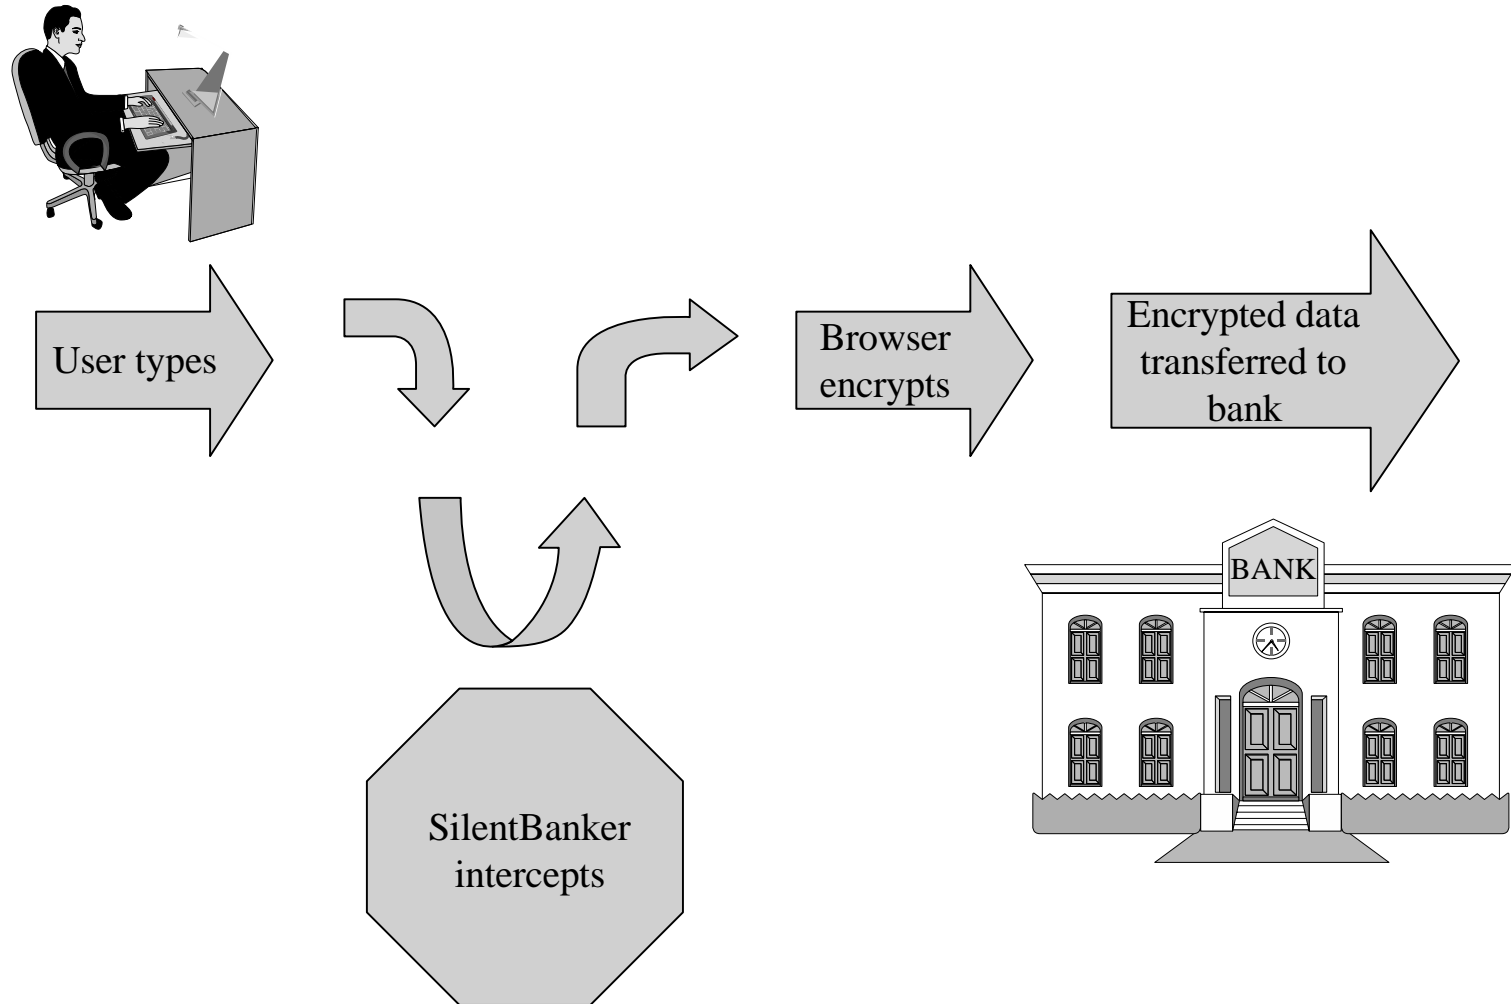 User types
Browser
encrypts
Encrypted data
transferred to
bank
BANK
SilentBanker
intercepts